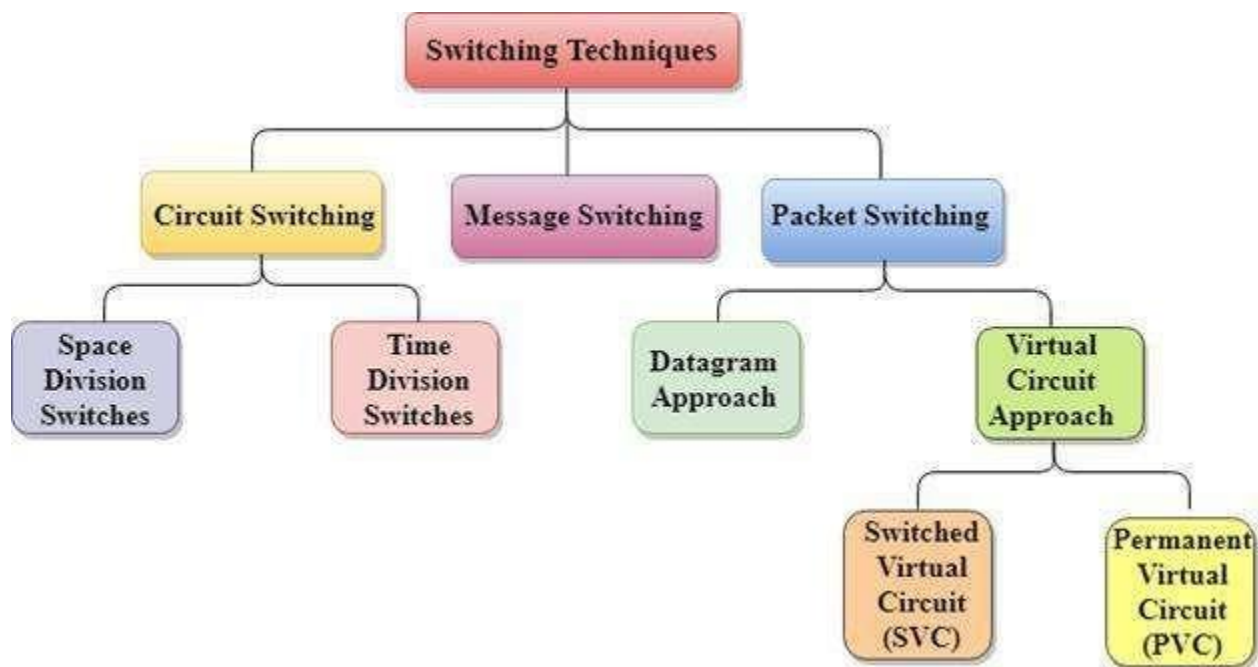 Switching Techniques
Circuit Switching
Message Switching
Packet Switching
Space
Division
Switches
Time
Division
Switches
Datagram
Approach
Virtual
Circuit
Approach
Switched
Virtual
Circuit
(SVC)
Permanent
Virtual
Circuit
(PVC)